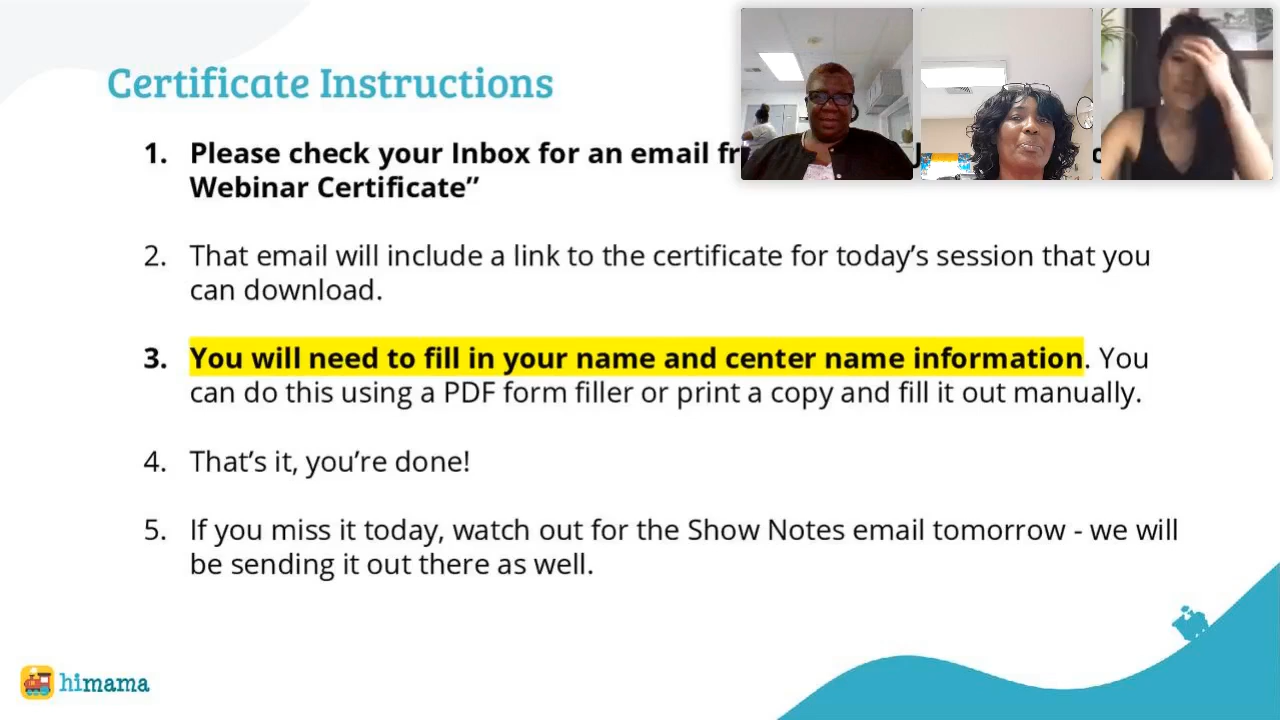 Certificate Instructions
1. Please check your Inbox for an email
Webinar Certificate”
2. That email will include a link to the certificate for today’s session that you
can download.
3. You will need to fill in your name and center name information. You
can do this using a PDF form filler or print a copy and fill it out manually.
4. That’s it, you’re done!
5. If you miss it today, watch out for the Show Notes email tomorrow - we will
be sending it out there as well.
himama